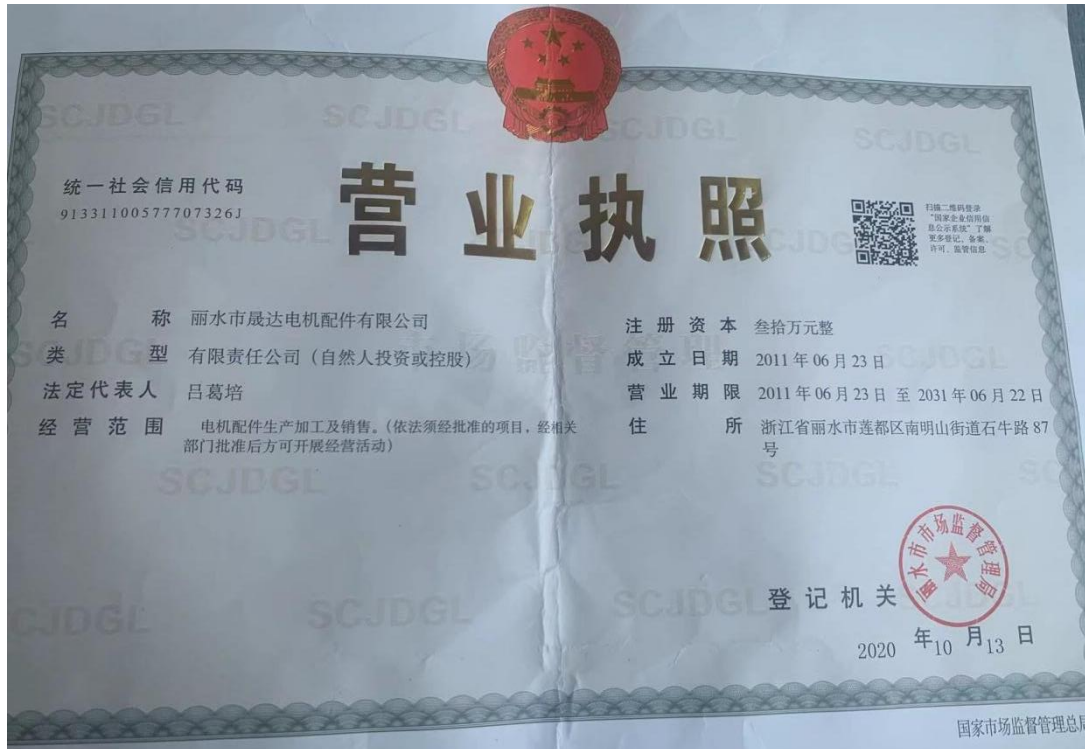 统一社会信用代码
91331100577707326J
营业执照
扫描二维码登录
“国家企业信用信
息公示系统”了解
更多登记、备案、
许可、监管信息
名称 丽水市晟达电机配件有限公司
类型 有限责任公司（自然人投资或控股）
法定代表人 吕葛培
经营范围 电机配件生产加工及销售。(依法须经批准的项目，经相关
部门批准后方可开展经营活动)
注册资本 叁拾万元整
成立日期 2011年06月23日
营业期限 2011年06月23日 至 2031年06月22日
住所 浙江省丽水市莲都区南明山街道石牛路87
号
丽水市市场监督管理局
登记机关
2020 年 10 月 13 日
国家市场监督管理总局
SCJDGL
市场监督管理